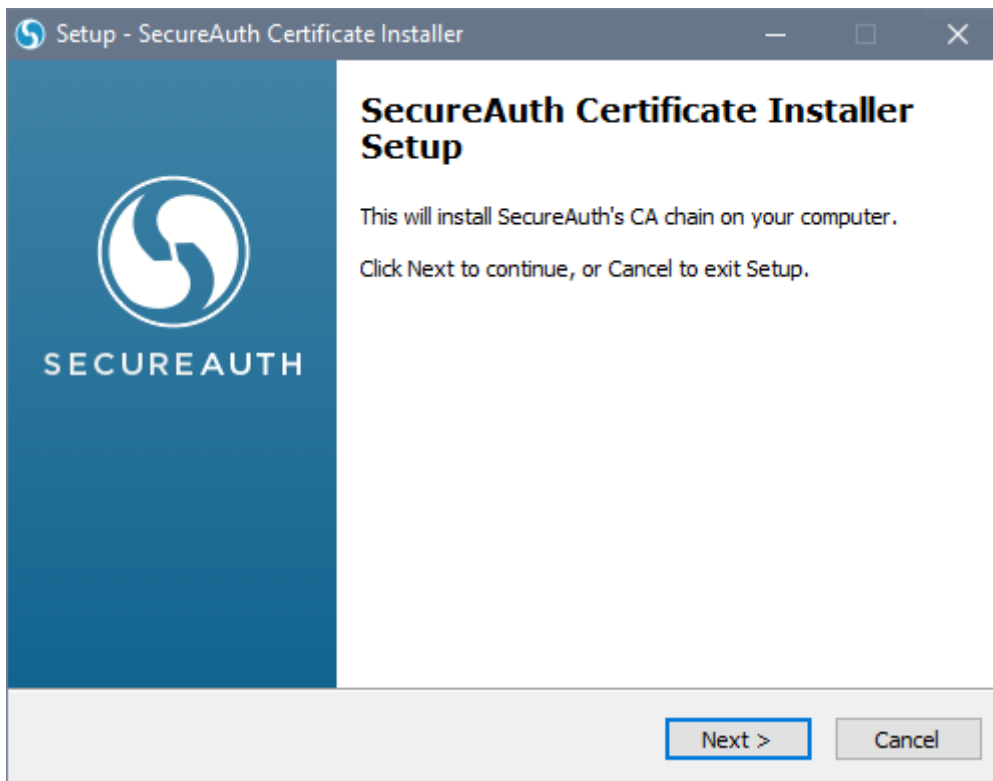 Setup - SecureAuth Certificate Installer
SecureAuth Certificate Installer
Setup
This will install SecureAuth's CA chain on your computer.
Click Next to continue, or Cancel to exit Setup.
SECUREAUTH
Next >
Cancel